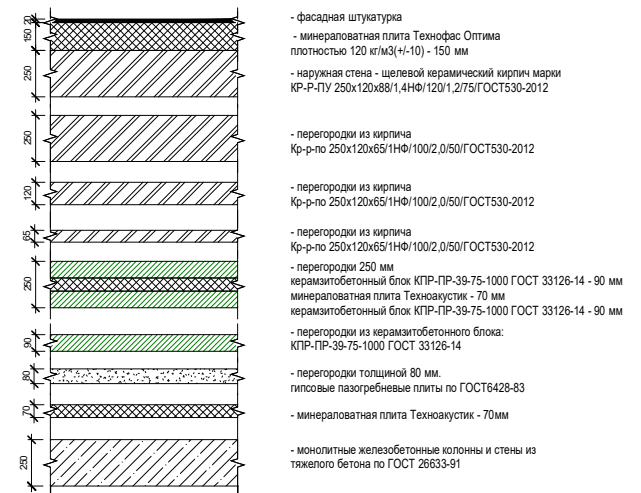 20
- фасадная штукатурка
150
- минераловатная плита Технофас Оптима
плотностью 120 кг/м3(+/-10) - 150 мм
250
- наружная стена - щелевой керамический кирпич марки
КР-Р-ПУ 250х120х88/1,4НФ/120/1,2/75/ГОСТ530-2012
250
- перегородки из кирпича
Кр-р-по 250х120х65/1НФ/100/2,0/50/ГОСТ530-2012
120
- перегородки из кирпича
Кр-р-по 250х120х65/1НФ/100/2,0/50/ГОСТ530-2012
65
- перегородки из кирпича
Кр-р-по 250х120х65/1НФ/100/2,0/50/ГОСТ530-2012
250
- перегородки 250 мм
керамзитобетонный блок КПР-ПР-39-75-1000 ГОСТ 33126-14 - 90 мм
минераловатная плита Техноакустик - 70 мм
керамзитобетонный блок КПР-ПР-39-75-1000 ГОСТ 33126-14 - 90 мм
90
- перегородки из керамзитобетонного блока:
КПР-ПР-39-75-1000 ГОСТ 33126-14
80
- перегородки толщиной 80 мм.
гипсовые пазогребневые плиты по ГОСТ6428-83
70
- минераловатная плита Техноакустик - 70мм
250
- монолитные железобетонные колонны и стены из
тяжелого бетона по ГОСТ 26633-91